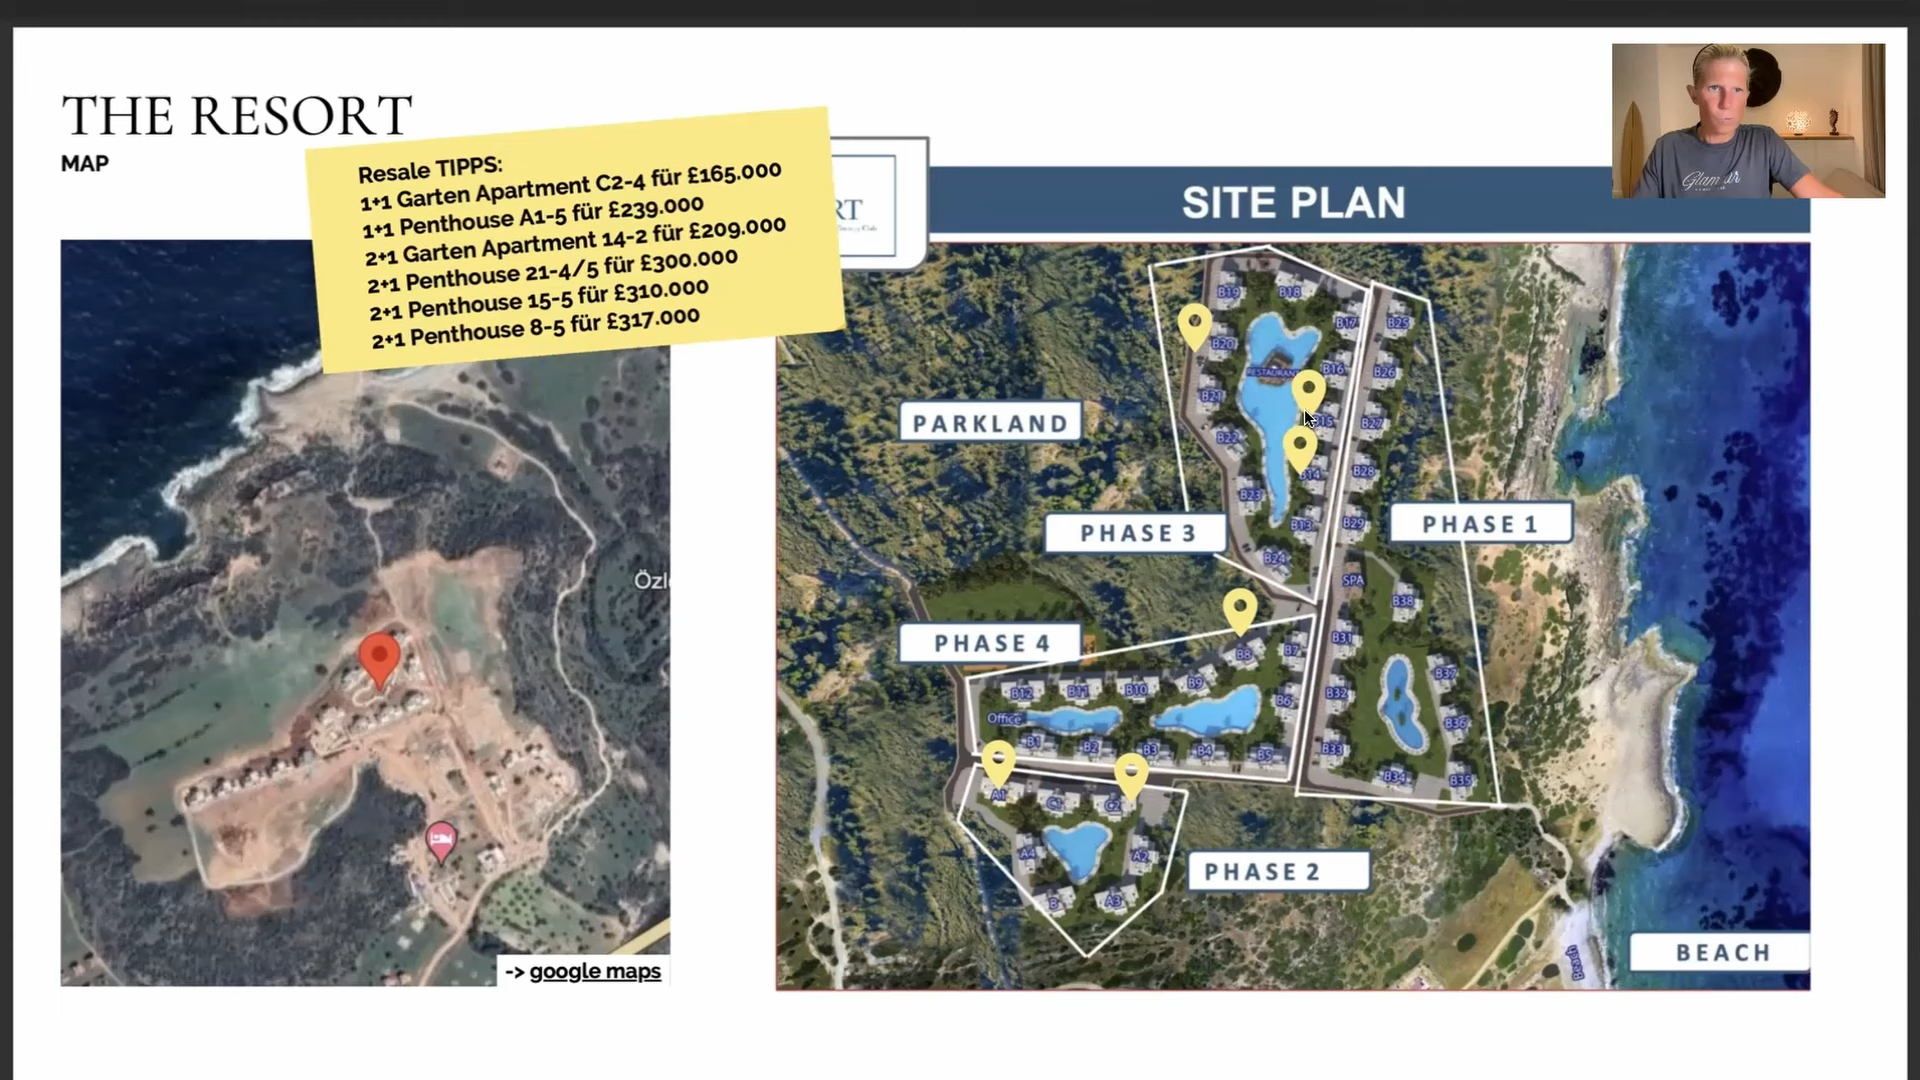 THE RESORT
MAP
Resale TIPPS:
1+1 Garten Apartment C2-4 für £165.000
1+1 Penthouse A1-5 für £239.000
2+1 Garten Apartment 14-2 für £209.000
2+1 Penthouse 21-4/5 für £300.000
2+1 Penthouse 15-5 für £310.000
2+1 Penthouse 8-5 für £317.000
RT
Glam ur
SITE PLAN
B19
B18
B17
B25
B20
RESTAURANT
B16
B26
B21
B15
B27
PARKLAND
B22
B14
B28
B23
B13
B29
PHASE 3
PHASE 1
B24
SPA
B38
PHASE 4
B31
B8
B7
B37
B12
B11
B10
B9
B6
B32
Office
B36
B1
B2
B3
B4
B5
B33
B34
B35
A1
C1
C2
A4
A2
PHASE 2
B
A3
BEACH
Beach
Özl
-> google maps